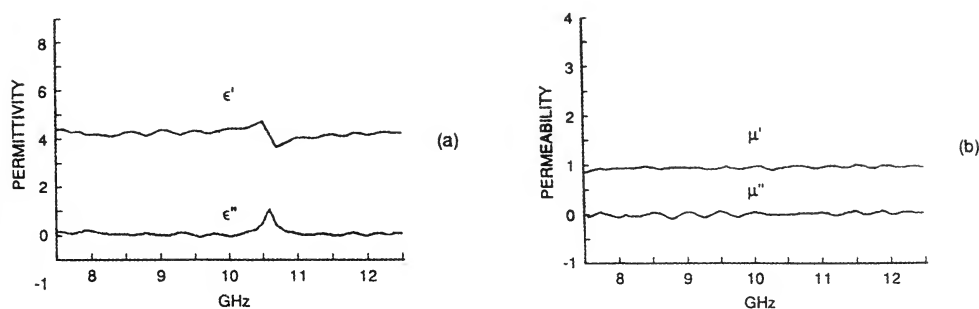 8
6
4
2
0
-1
PERMITTIVITY
ϵ'
ϵ"
8 9 10 11 12
GHz
(a)
4
3
2
1
0
-1
PERMEABILITY
μ'
μ"
8 9 10 11 12
GHz
(b)